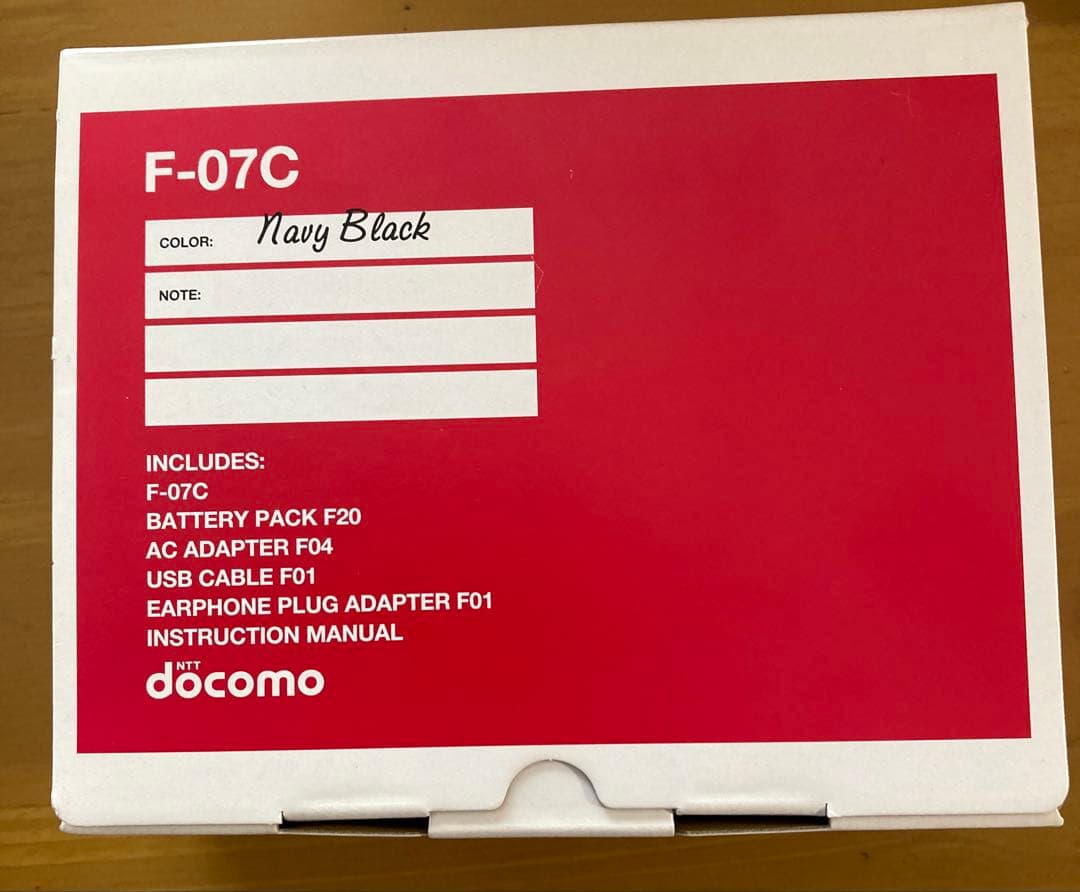 F-07C
COLOR: Navy Black
NOTE:
INCLUDES:
F-07C
BATTERY PACK F20
AC ADAPTER F04
USB CABLE F01
EARPHONE PLUG ADAPTER F01
INSTRUCTION MANUAL
NTT
docomo